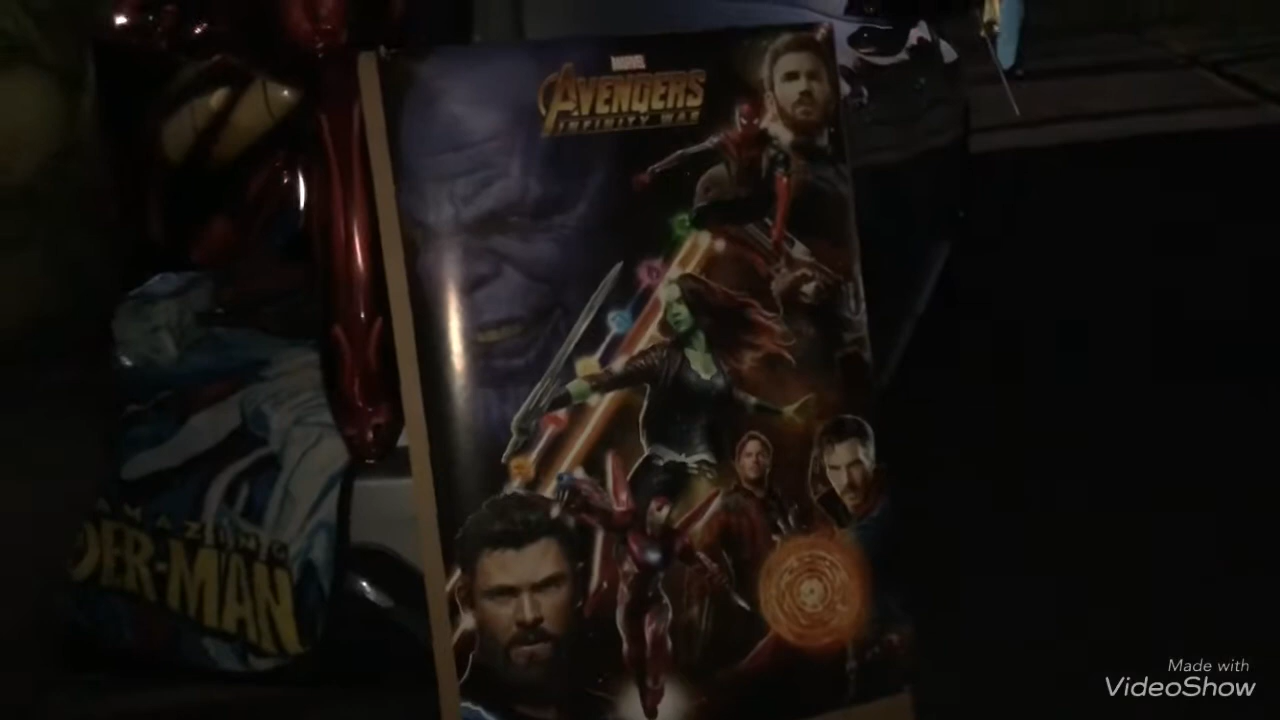 MARVEL
AVENGERS
INFINITY WAR
AMAZING
DER-MAN
Made with
VideoShow